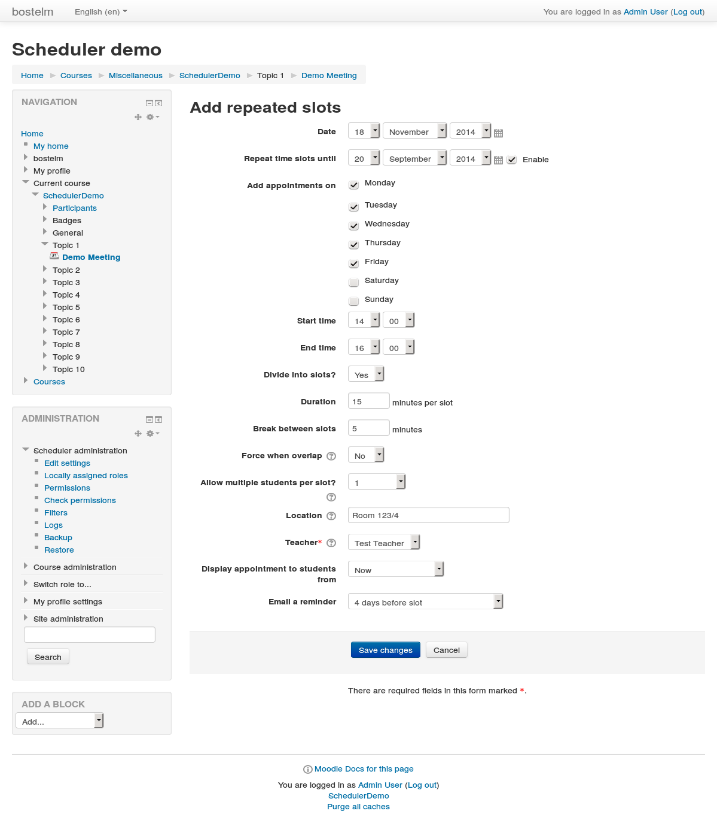 bostelm English (en) You are logged in as Admin User (Log out)
Scheduler demo
Home Courses Miscellaneous SchedulerDemo Topic 1 Demo Meeting
NAVIGATION
Home
My home
bostelm
My profile
Current course
SchedulerDemo
Participants
Badges
General
Topic 1
Demo Meeting
Topic 2
Topic 3
Topic 4
Topic 5
Topic 6
Topic 7
Topic 8
Topic 9
Topic 10
Courses
ADMINISTRATION
Scheduler administration
Edit settings
Locally assigned roles
Permissions
Check permissions
Filters
Logs
Backup
Restore
Course administration
Switch role to...
My profile settings
Site administration
Search
ADD A BLOCK
Add...
Add repeated slots
Date 18 November 2014
Repeat time slots until 20 September 2014 Enable
Add appointments on Monday
Tuesday
Wednesday
Thursday
Friday
Saturday
Sunday
Start time 14 00
End time 16 00
Divide into slots? Yes
Duration 15 minutes per slot
Break between slots 5 minutes
Force when overlap ? No
Allow multiple students per slot? 1
?
Location ? Room 123/4
Teacher* ? Test Teacher
Display appointment to students Now
from
Email a reminder 4 days before slot
Save changes Cancel
There are required fields in this form marked *.
Moodle Docs for this page
You are logged in as Admin User (Log out)
SchedulerDemo
Purge all caches